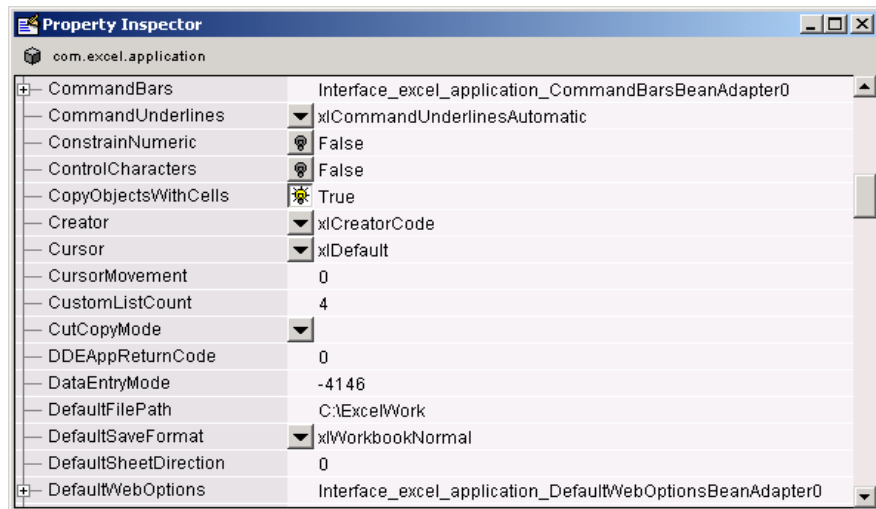 Property Inspector
com.excel.application
CommandBars Interface_excel_application_CommandBarsBeanAdapter0
CommandUnderlines xlCommandUnderlinesAutomatic
ConstrainNumeric False
ControlCharacters False
CopyObjectsWithCells True
Creator xlCreatorCode
Cursor xlDefault
CursorMovement 0
CustomListCount 4
CutCopyMode
DDEAppReturnCode 0
DataEntryMode -4146
DefaultFilePath C:\ExcelWork
DefaultSaveFormat xlWorkbookNormal
DefaultSheetDirection 0
DefaultWebOptions Interface_excel_application_DefaultWebOptionsBeanAdapter0